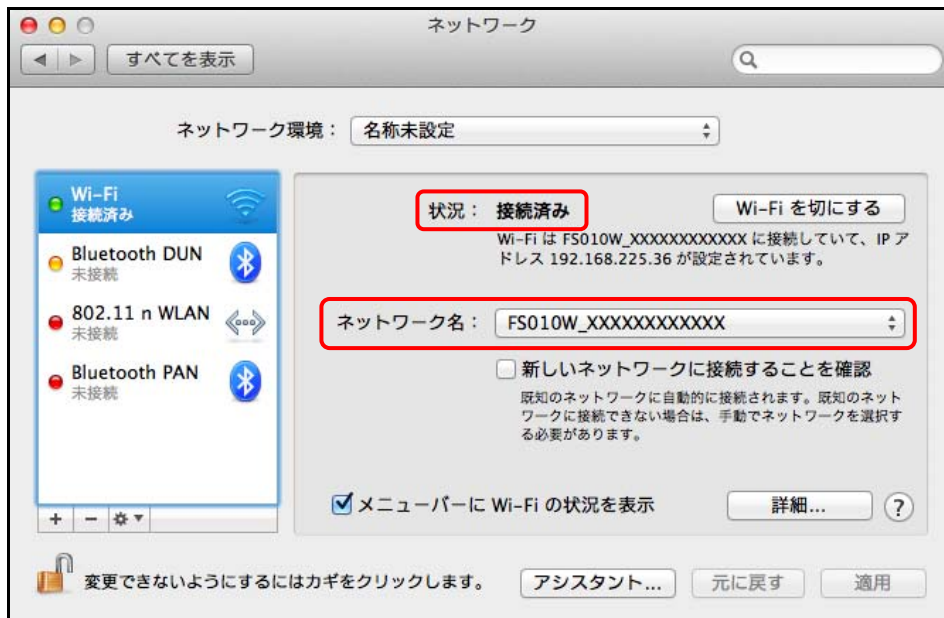 ネットワーク
すべてを表示
ネットワーク環境： 名称未設定
Wi-Fi
接続済み
Bluetooth DUN
未接続
802.11 n WLAN
未接続
Bluetooth PAN
未接続
状況： 接続済み
Wi-Fi を切にする
Wi-Fi は FS010W_XXXXXXXXXXXX に接続していて、IP ア
ドレス 192.168.225.36 が設定されています。
ネットワーク名： FS010W_XXXXXXXXXXXX
新しいネットワークに接続することを確認
既知のネットワークに自動的に接続されます。既知のネット
ワークに接続できない場合は、手動でネットワークを選択す
る必要があります。
メニューバーに Wi-Fi の状況を表示
詳細...
?
+ −
変更できないようにするにはカギをクリックします。
アシスタント...
元に戻す
適用